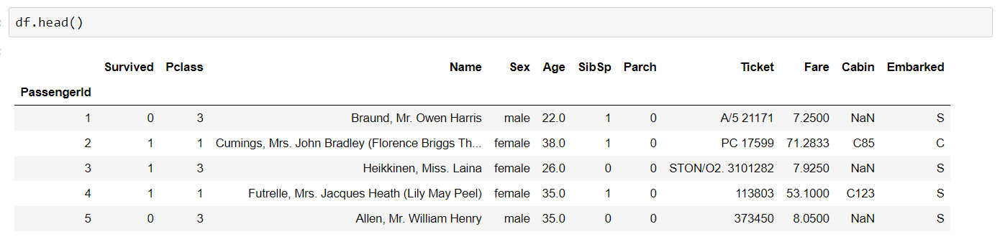 df.head()
Survived Pclass Name Sex Age SibSp Parch Ticket Fare Cabin Embarked
PassengerId
1 0 3 Braund, Mr. Owen Harris male 22.0 1 0 A/5 21171 7.2500 NaN S
2 1 1 Cumings, Mrs. John Bradley (Florence Briggs Th... female 38.0 1 0 PC 17599 71.2833 C85 C
3 1 3 Heikkinen, Miss. Laina female 26.0 0 0 STON/O2. 3101282 7.9250 NaN S
4 1 1 Futrelle, Mrs. Jacques Heath (Lily May Peel) female 35.0 1 0 113803 53.1000 C123 S
5 0 3 Allen, Mr. William Henry male 35.0 0 0 373450 8.0500 NaN S